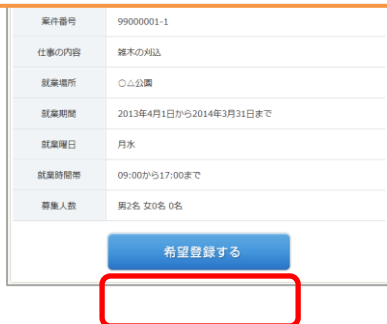 案件番号 99000001-1
仕事の内容 雑木の刈込
就業場所 ○△公園
就業期間 2013年4月1日から2014年3月31日まで
就業曜日 月水
就業時間帯 09:00から17:00まで
募集人数 男2名 女0名 0名
希望登録する